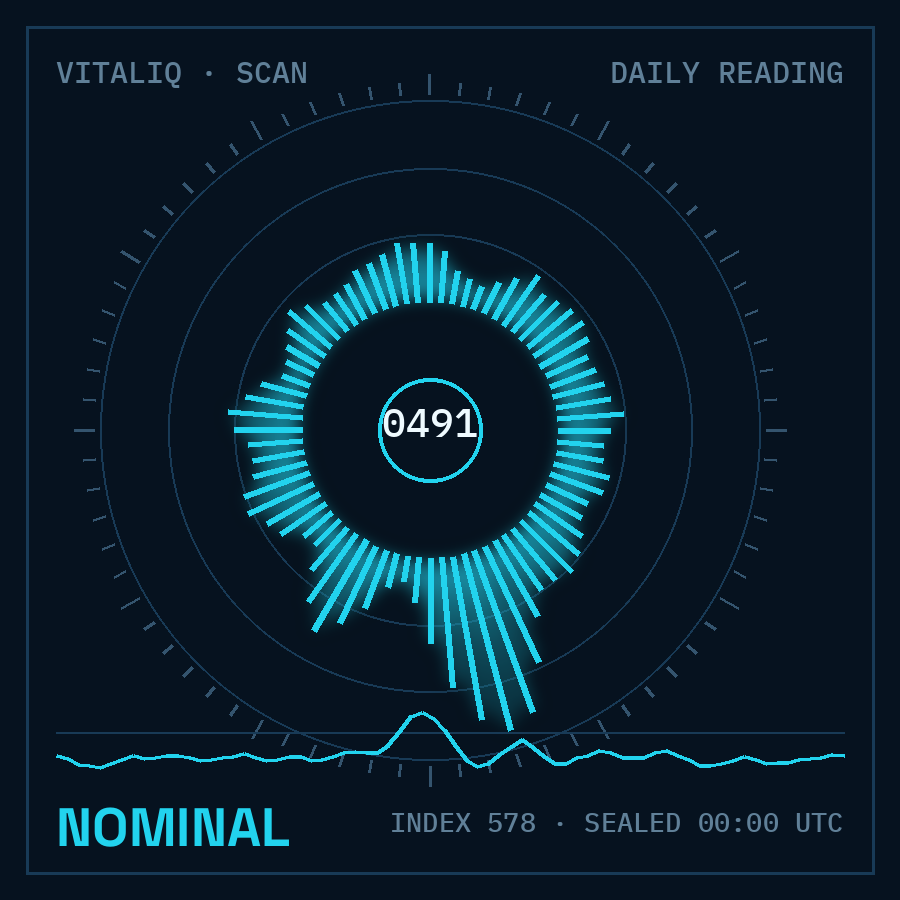 VITALIQ · SCAN
DAILY READING
0491
NOMINAL
INDEX 578 · SEALED 00:00 UTC